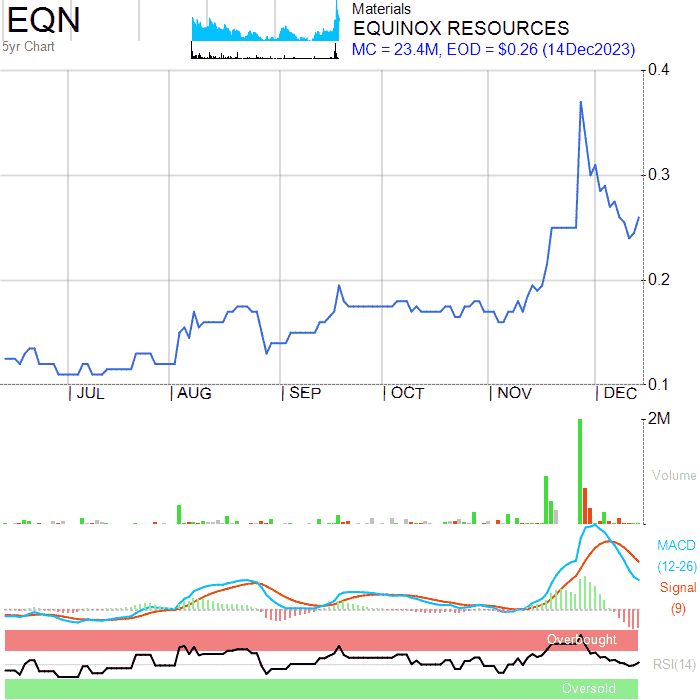 EQN
5yr Chart
Materials
EQUINOX RESOURCES
MC = 23.4M, EOD = $0.26 (14Dec2023)
0.4
0.3
0.2
0.1
JUL AUG SEP OCT NOV DEC
2M
Volume
MACD
(12-26)
Signal
(9)
Overbought
RSI(14)
Oversold